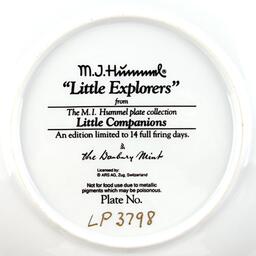 M.J. Hummel
"Little Explorers"
from
The M.I. Hummel plate collection
Little Companions
An edition limited to 14 full firing days.
&
the Danbury Mint
Licensed by
© ARS AG, Zug, Switzerland
Not for food use due to metallic
pigments which may be poisonous.
Plate No.
LP3798